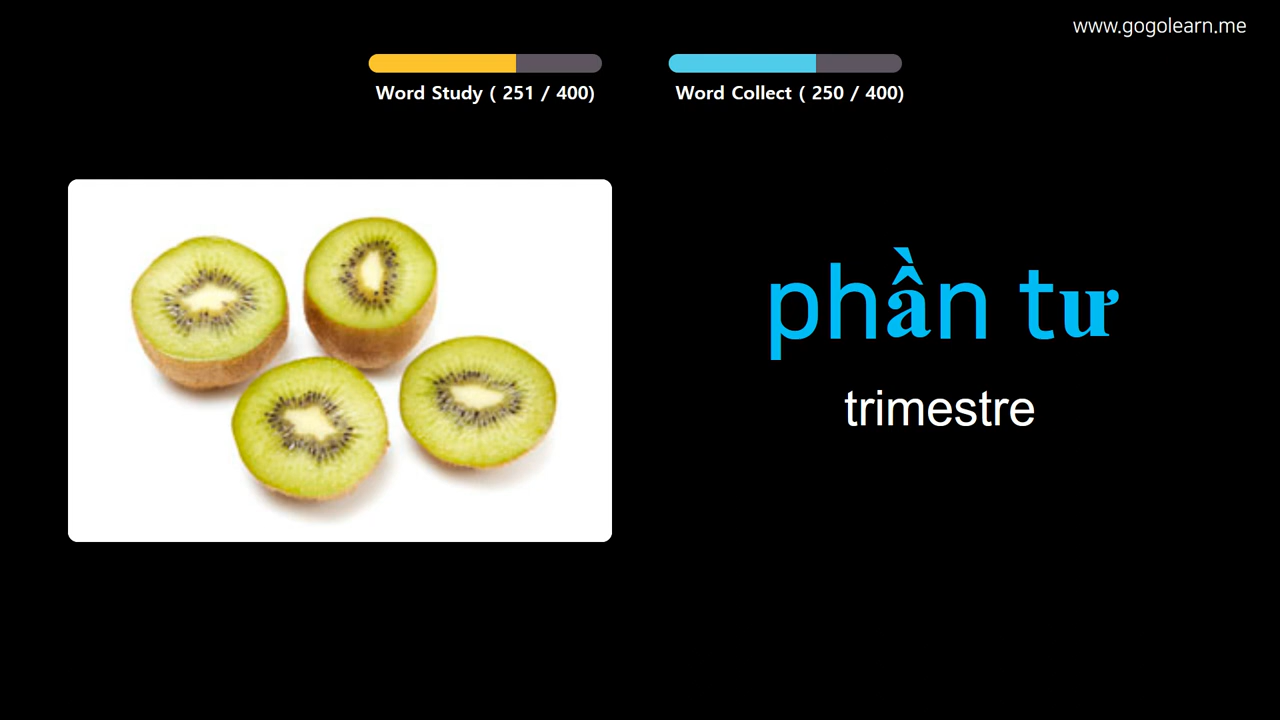 www.gogolearn.me
Word Study ( 251 / 400)
Word Collect ( 250 / 400)
phần tư
trimestre